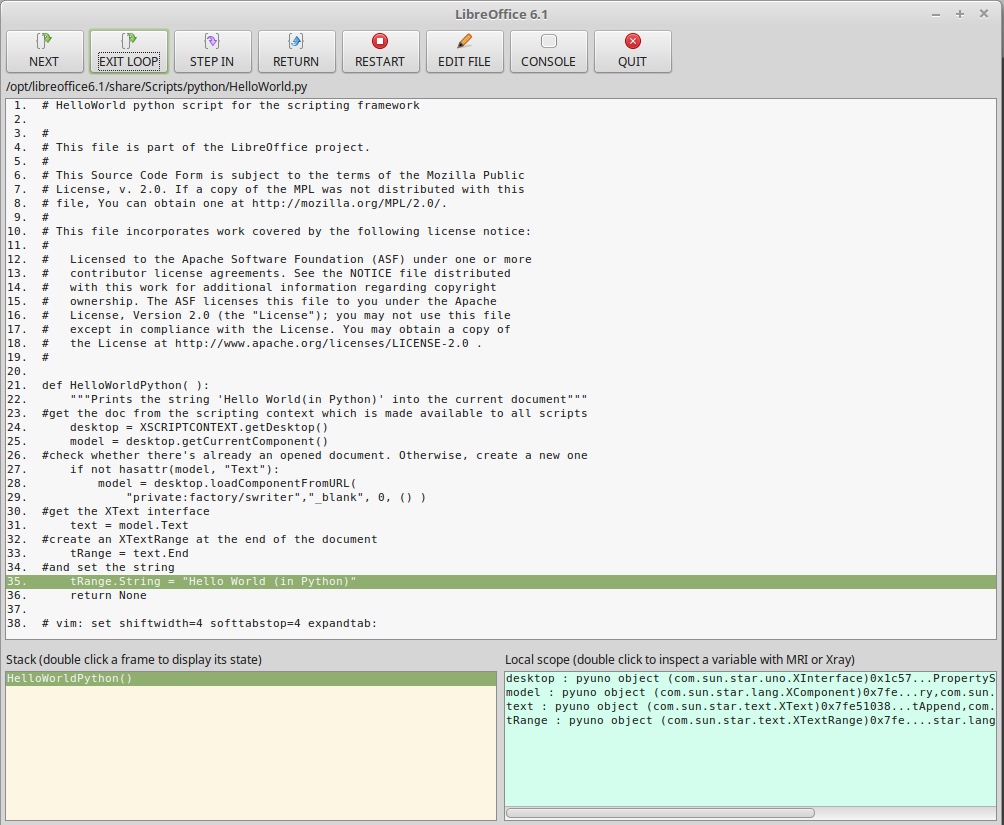 LibreOffice 6.1
NEXT EXIT LOOP STEP IN RETURN RESTART EDIT FILE CONSOLE QUIT
/opt/libreoffice6.1/share/Scripts/python/HelloWorld.py
1. # HelloWorld python script for the scripting framework
2.
3. #
4. # This file is part of the LibreOffice project.
5. #
6. # This Source Code Form is subject to the terms of the Mozilla Public
7. # License, v. 2.0. If a copy of the MPL was not distributed with this
8. # file, You can obtain one at http://mozilla.org/MPL/2.0/.
9. #
10. # This file incorporates work covered by the following license notice:
11. #
12. #   Licensed to the Apache Software Foundation (ASF) under one or more
13. #   contributor license agreements. See the NOTICE file distributed
14. #   with this work for additional information regarding copyright
15. #   ownership. The ASF licenses this file to you under the Apache
16. #   License, Version 2.0 (the "License"); you may not use this file
17. #   except in compliance with the License. You may obtain a copy of
18. #   the License at http://www.apache.org/licenses/LICENSE-2.0 .
19. #
20.
21. def HelloWorldPython( ):
22.     """Prints the string 'Hello World(in Python)' into the current document"""
23. #get the doc from the scripting context which is made available to all scripts
24.     desktop = XSCRIPTCONTEXT.getDesktop()
25.     model = desktop.getCurrentComponent()
26. #check whether there's already an opened document. Otherwise, create a new one
27.     if not hasattr(model, "Text"):
28.         model = desktop.loadComponentFromURL(
29.             "private:factory/swriter","_blank", 0, () )
30. #get the XText interface
31.     text = model.Text
32. #create an XTextRange at the end of the document
33.     tRange = text.End
34. #and set the string
35.     tRange.String = "Hello World (in Python)"
36.     return None
37.
38. # vim: set shiftwidth=4 softtabstop=4 expandtab:
Stack (double click a frame to display its state)
HelloWorldPython()
Local scope (double click to inspect a variable with MRI or Xray)
desktop : pyuno object (com.sun.star.uno.XInterface)0x1c57...PropertyS
model : pyuno object (com.sun.star.lang.XComponent)0x7fe...ry,com.sun.
text : pyuno object (com.sun.star.text.XText)0x7fe51038...tAppend,com.
tRange : pyuno object (com.sun.star.text.XTextRange)0x7fe....star.lang